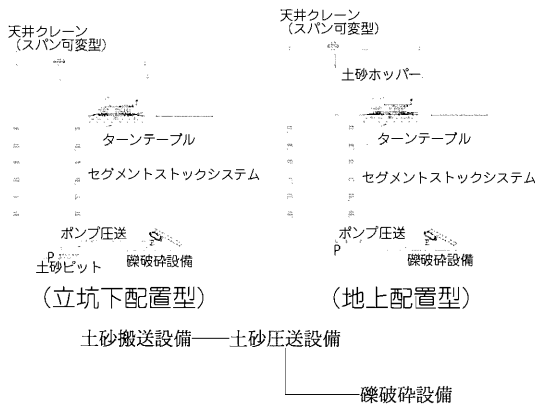 天井クレーン
（スパン可変型）
ターンテーブル
セグメントストックシステム
ポンプ圧送
P
土砂ピット
礫破砕設備
（立坑下配置型）
天井クレーン
（スパン可変型）
土砂ホッパー
ターンテーブル
セグメントストックシステム
ポンプ圧送
P
礫破砕設備
（地上配置型）
土砂搬送設備
土砂圧送設備
礫破砕設備